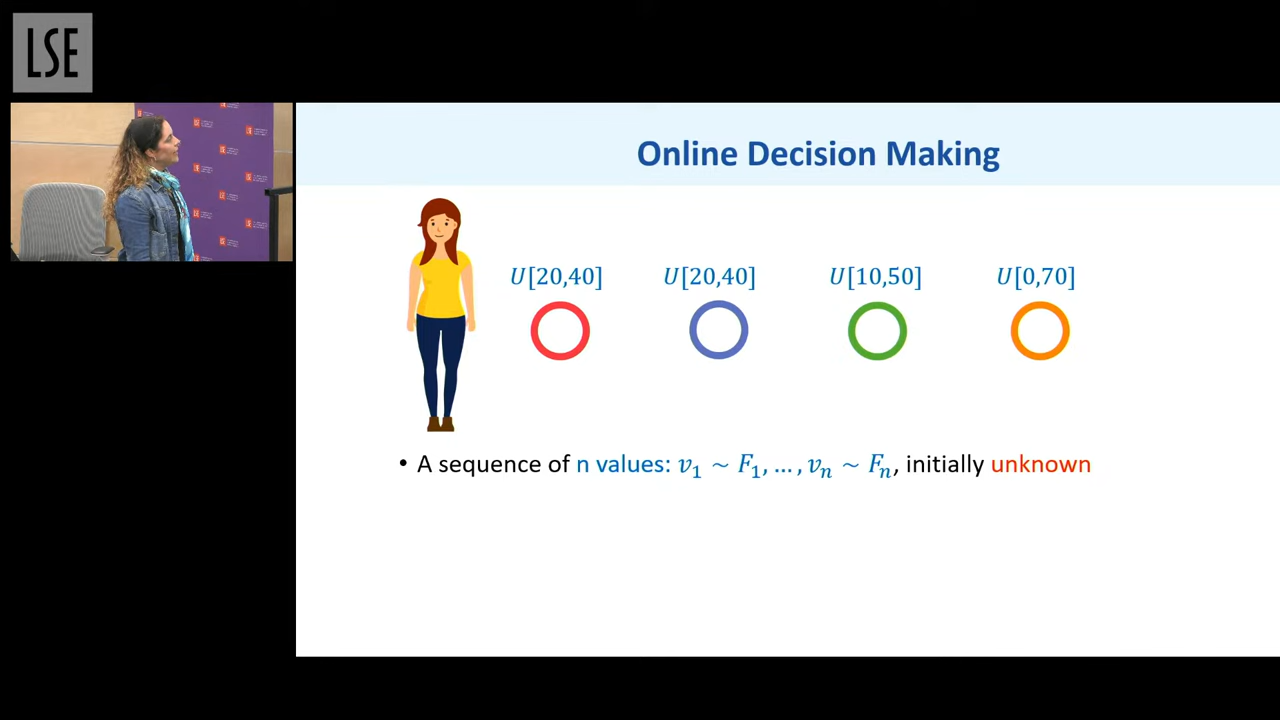 LSE
Online Decision Making
U[20,40] U[20,40] U[10,50] U[0,70]
• A sequence of n values: v₁ ~ F₁, … , vₙ ~ Fₙ, initially unknown